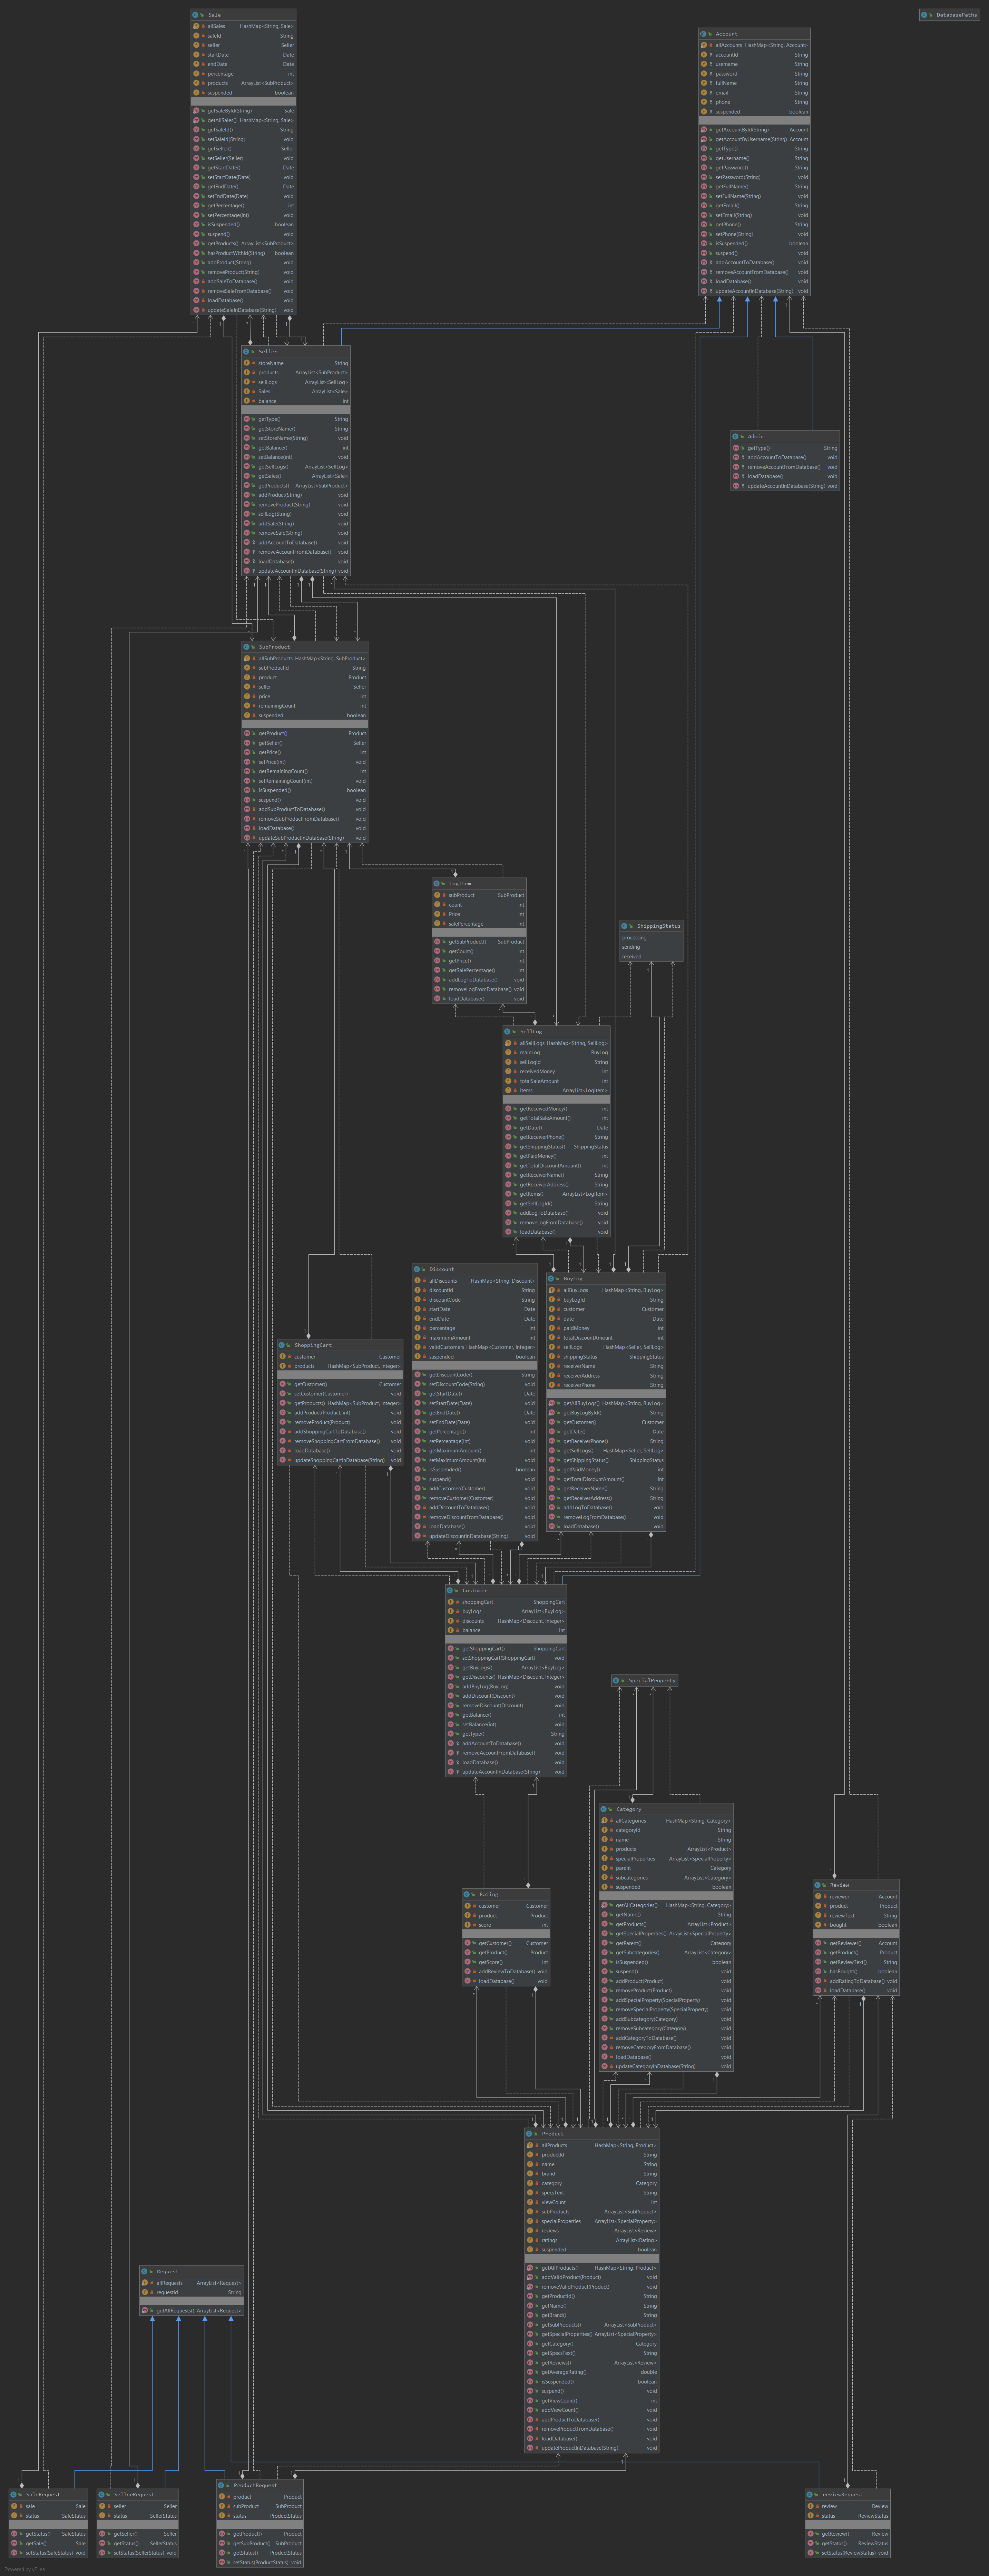 Sale
allSales HashMap<String, Sale>
saleId String
seller Seller
startDate Date
endDate Date
percentage int
products ArrayList<SubProduct>
suspended boolean
getSaleById(String) Sale
getAllSales() HashMap<String, Sale>
getSaleId() String
setSaleId(String) void
getSeller() Seller
setSeller(Seller) void
getStartDate() Date
setStartDate(Date) void
getEndDate() Date
setEndDate(Date) void
getPercentage() int
setPercentage(int) void
isSuspended() boolean
suspend() void
getProducts() ArrayList<SubProduct>
hasProductWithId(String) boolean
addProduct(String) void
removeProduct(String) void
addSaleToDatabase() void
removeSaleFromDatabase() void
loadDatabase() void
updateSaleInDatabase(String) void
DatabasePaths
Account
allAccounts HashMap<String, Account>
accountId String
username String
password String
fullName String
email String
phone String
suspended boolean
getAccountById(String) Account
getAccountByUsername(String) Account
getType() String
getUsername() String
getPassword() String
setPassword(String) void
getFullName() String
setFullName(String) void
getEmail() String
setEmail(String) void
getPhone() String
setPhone(String) void
isSuspended() boolean
suspend() void
addAccountToDatabase() void
removeAccountFromDatabase() void
loadDatabase() void
updateAccountInDatabase(String) void
Seller
storeName String
products ArrayList<SubProduct>
sellLogs ArrayList<SellLog>
Sales ArrayList<Sale>
balance int
getType() String
getStoreName() String
setStoreName(String) void
getBalance() int
setBalance(int) void
getSellLogs() ArrayList<SellLog>
getSales() ArrayList<Sale>
getProducts() ArrayList<SubProduct>
addProduct(String) void
removeProduct(String) void
sellLog(String) void
addSale(String) void
removeSale(String) void
addAccountToDatabase() void
removeAccountFromDatabase() void
loadDatabase() void
updateAccountInDatabase(String) void
Admin
getType() String
addAccountToDatabase() void
removeAccountFromDatabase() void
loadDatabase() void
updateAccountInDatabase(String) void
SubProduct
allSubProducts HashMap<String, SubProduct>
subProductId String
product Product
seller Seller
price int
remainingCount int
suspended boolean
getProduct() Product
getSeller() Seller
getPrice() int
setPrice(int) void
getRemainingCount() int
setRemainingCount(int) void
isSuspended() boolean
suspend() void
addSubProductToDatabase() void
removeSubProductFromDatabase() void
loadDatabase() void
updateSubProductInDatabase(String) void
LogItem
subProduct SubProduct
count int
Price int
salePercentage int
getSubProduct() SubProduct
getCount() int
getPrice() int
getSalePercentage() int
addLogToDatabase() void
removeLogFromDatabase() void
loadDatabase() void
ShippingStatus
processing
sending
received
SellLog
allSellLogs HashMap<String, SellLog>
mainLog BuyLog
sellLogId String
receivedMoney int
totalSaleAmount int
items ArrayList<LogItem>
getReceivedMoney() int
getTotalSaleAmount() int
getDate() Date
getReceiverPhone() String
getShippingStatus() ShippingStatus
getPaidMoney() int
getTotalDiscountAmount() int
getReceiverName() String
getReceiverAddress() String
getItems() ArrayList<LogItem>
getSellLogId() String
addLogToDatabase() void
removeLogFromDatabase() void
loadDatabase() void
Discount
allDiscounts HashMap<String, Discount>
discountId String
discountCode String
startDate Date
endDate Date
percentage int
maximumAmount int
validCustomers HashMap<Customer, Integer>
suspended boolean
getDiscountCode() String
setDiscountCode(String) void
getStartDate() Date
setStartDate(Date) void
getEndDate() Date
setEndDate(Date) void
getPercentage() int
setPercentage(int) void
getMaximumAmount() int
setMaximumAmount(int) void
isSuspended() boolean
suspend() void
addCustomer(Customer) void
removeCustomer(Customer) void
addDiscountToDatabase() void
removeDiscountFromDatabase() void
loadDatabase() void
updateDiscountInDatabase(String) void
BuyLog
allBuyLogs HashMap<String, BuyLog>
buyLogId String
customer Customer
date Date
paidMoney int
totalDiscountAmount int
sellLogs HashMap<Seller, SellLog>
shippingStatus ShippingStatus
receiverName String
receiverAddress String
receiverPhone String
getAllBuyLogs() HashMap<String, BuyLog>
getBuyLogById() String
getCustomer() Customer
getDate() Date
getReceiverPhone() String
getSellLogs() HashMap<Seller, SellLog>
getShippingStatus() ShippingStatus
getPaidMoney() int
getTotalDiscountAmount() int
getReceiverName() String
getReceiverAddress() String
addLogToDatabase() void
removeLogFromDatabase() void
loadDatabase() void
ShoppingCart
customer Customer
products HashMap<SubProduct, Integer>
getCustomer() Customer
setCustomer(Customer) void
getProducts() HashMap<SubProduct, Integer>
addProduct(Product, int) void
removeProduct(Product) void
addShoppingCartToDatabase() void
removeShoppingCartFromDatabase() void
loadDatabase() void
updateShoppingCartInDatabase(String) void
Customer
shoppingCart ShoppingCart
buyLogs ArrayList<BuyLog>
discounts HashMap<Discount, Integer>
balance int
getShoppingCart() ShoppingCart
setShoppingCart(ShoppingCart) void
getBuyLogs() ArrayList<BuyLog>
getDiscounts() HashMap<Discount, Integer>
addBuyLog(BuyLog) void
addDiscount(Discount) void
removeDiscount(Discount) void
getBalance() int
setBalance(int) void
getType() String
addAccountToDatabase() void
removeAccountFromDatabase() void
loadDatabase() void
updateAccountInDatabase(String) void
SpecialProperty
Category
allCategories HashMap<String, Category>
categoryId String
name String
products ArrayList<Product>
specialProperties ArrayList<SpecialProperty>
parent Category
subcategories ArrayList<Category>
suspended boolean
getAllCategories() HashMap<String, Category>
getName() String
getProducts() ArrayList<Product>
getSpecialProperties() ArrayList<SpecialProperty>
getParent() Category
getSubcategories() ArrayList<Category>
isSuspended() boolean
suspend() void
addProduct(Product) void
removeProduct(Product) void
addSpecialProperty(SpecialProperty) void
removeSpecialProperty(SpecialProperty) void
addSubcategory(Category) void
removeSubcategory(Category) void
addCategoryToDatabase() void
removeCategoryFromDatabase() void
loadDatabase() void
updateCategoryInDatabase(String) void
Rating
customer Customer
product Product
score int
getCustomer() Customer
getProduct() Product
getScore() int
addReviewToDatabase() void
loadDatabase() void
Review
reviewer Account
product Product
reviewText String
bought boolean
getReviewer() Account
getProduct() Product
getReviewText() String
hasBought() boolean
addRatingToDatabase() void
loadDatabase() void
Product
allProducts HashMap<String, Product>
productId String
name String
brand String
category Category
specsText String
viewCount int
subProducts ArrayList<SubProduct>
specialProperties ArrayList<SpecialProperty>
reviews ArrayList<Review>
ratings ArrayList<Rating>
suspended boolean
getAllProducts() HashMap<String, Product>
addValidProduct(Product) void
removeValidProduct(Product) void
getProductId() String
getName() String
getBrand() String
getSubProducts() ArrayList<SubProduct>
getSpecialProperties() ArrayList<SpecialProperty>
getCategory() Category
getSpecsText() String
getReviews() ArrayList<Review>
getAverageRating() double
isSuspended() boolean
suspend() void
getViewCount() int
addViewCount() void
addProductToDatabase() void
removeProductFromDatabase() void
loadDatabase() void
updateProductInDatabase(String) void
Request
allRequests ArrayList<Request>
requestId String
getAllRequests() ArrayList<Request>
SaleRequest
sale Sale
status SaleStatus
getStatus() SaleStatus
getSale() Sale
setStatus(SaleStatus) void
SellerRequest
seller Seller
status SellerStatus
getSeller() Seller
getStatus() SellerStatus
setStatus(SellerStatus) void
ProductRequest
product Product
subProduct SubProduct
status ProductStatus
getProduct() Product
getSubProduct() SubProduct
getStatus() ProductStatus
setStatus(ProductStatus) void
reviewRequest
review Review
status ReviewStatus
getReview() Review
getStatus() ReviewStatus
setStatus(ReviewStatus) void
Powered by yFiles